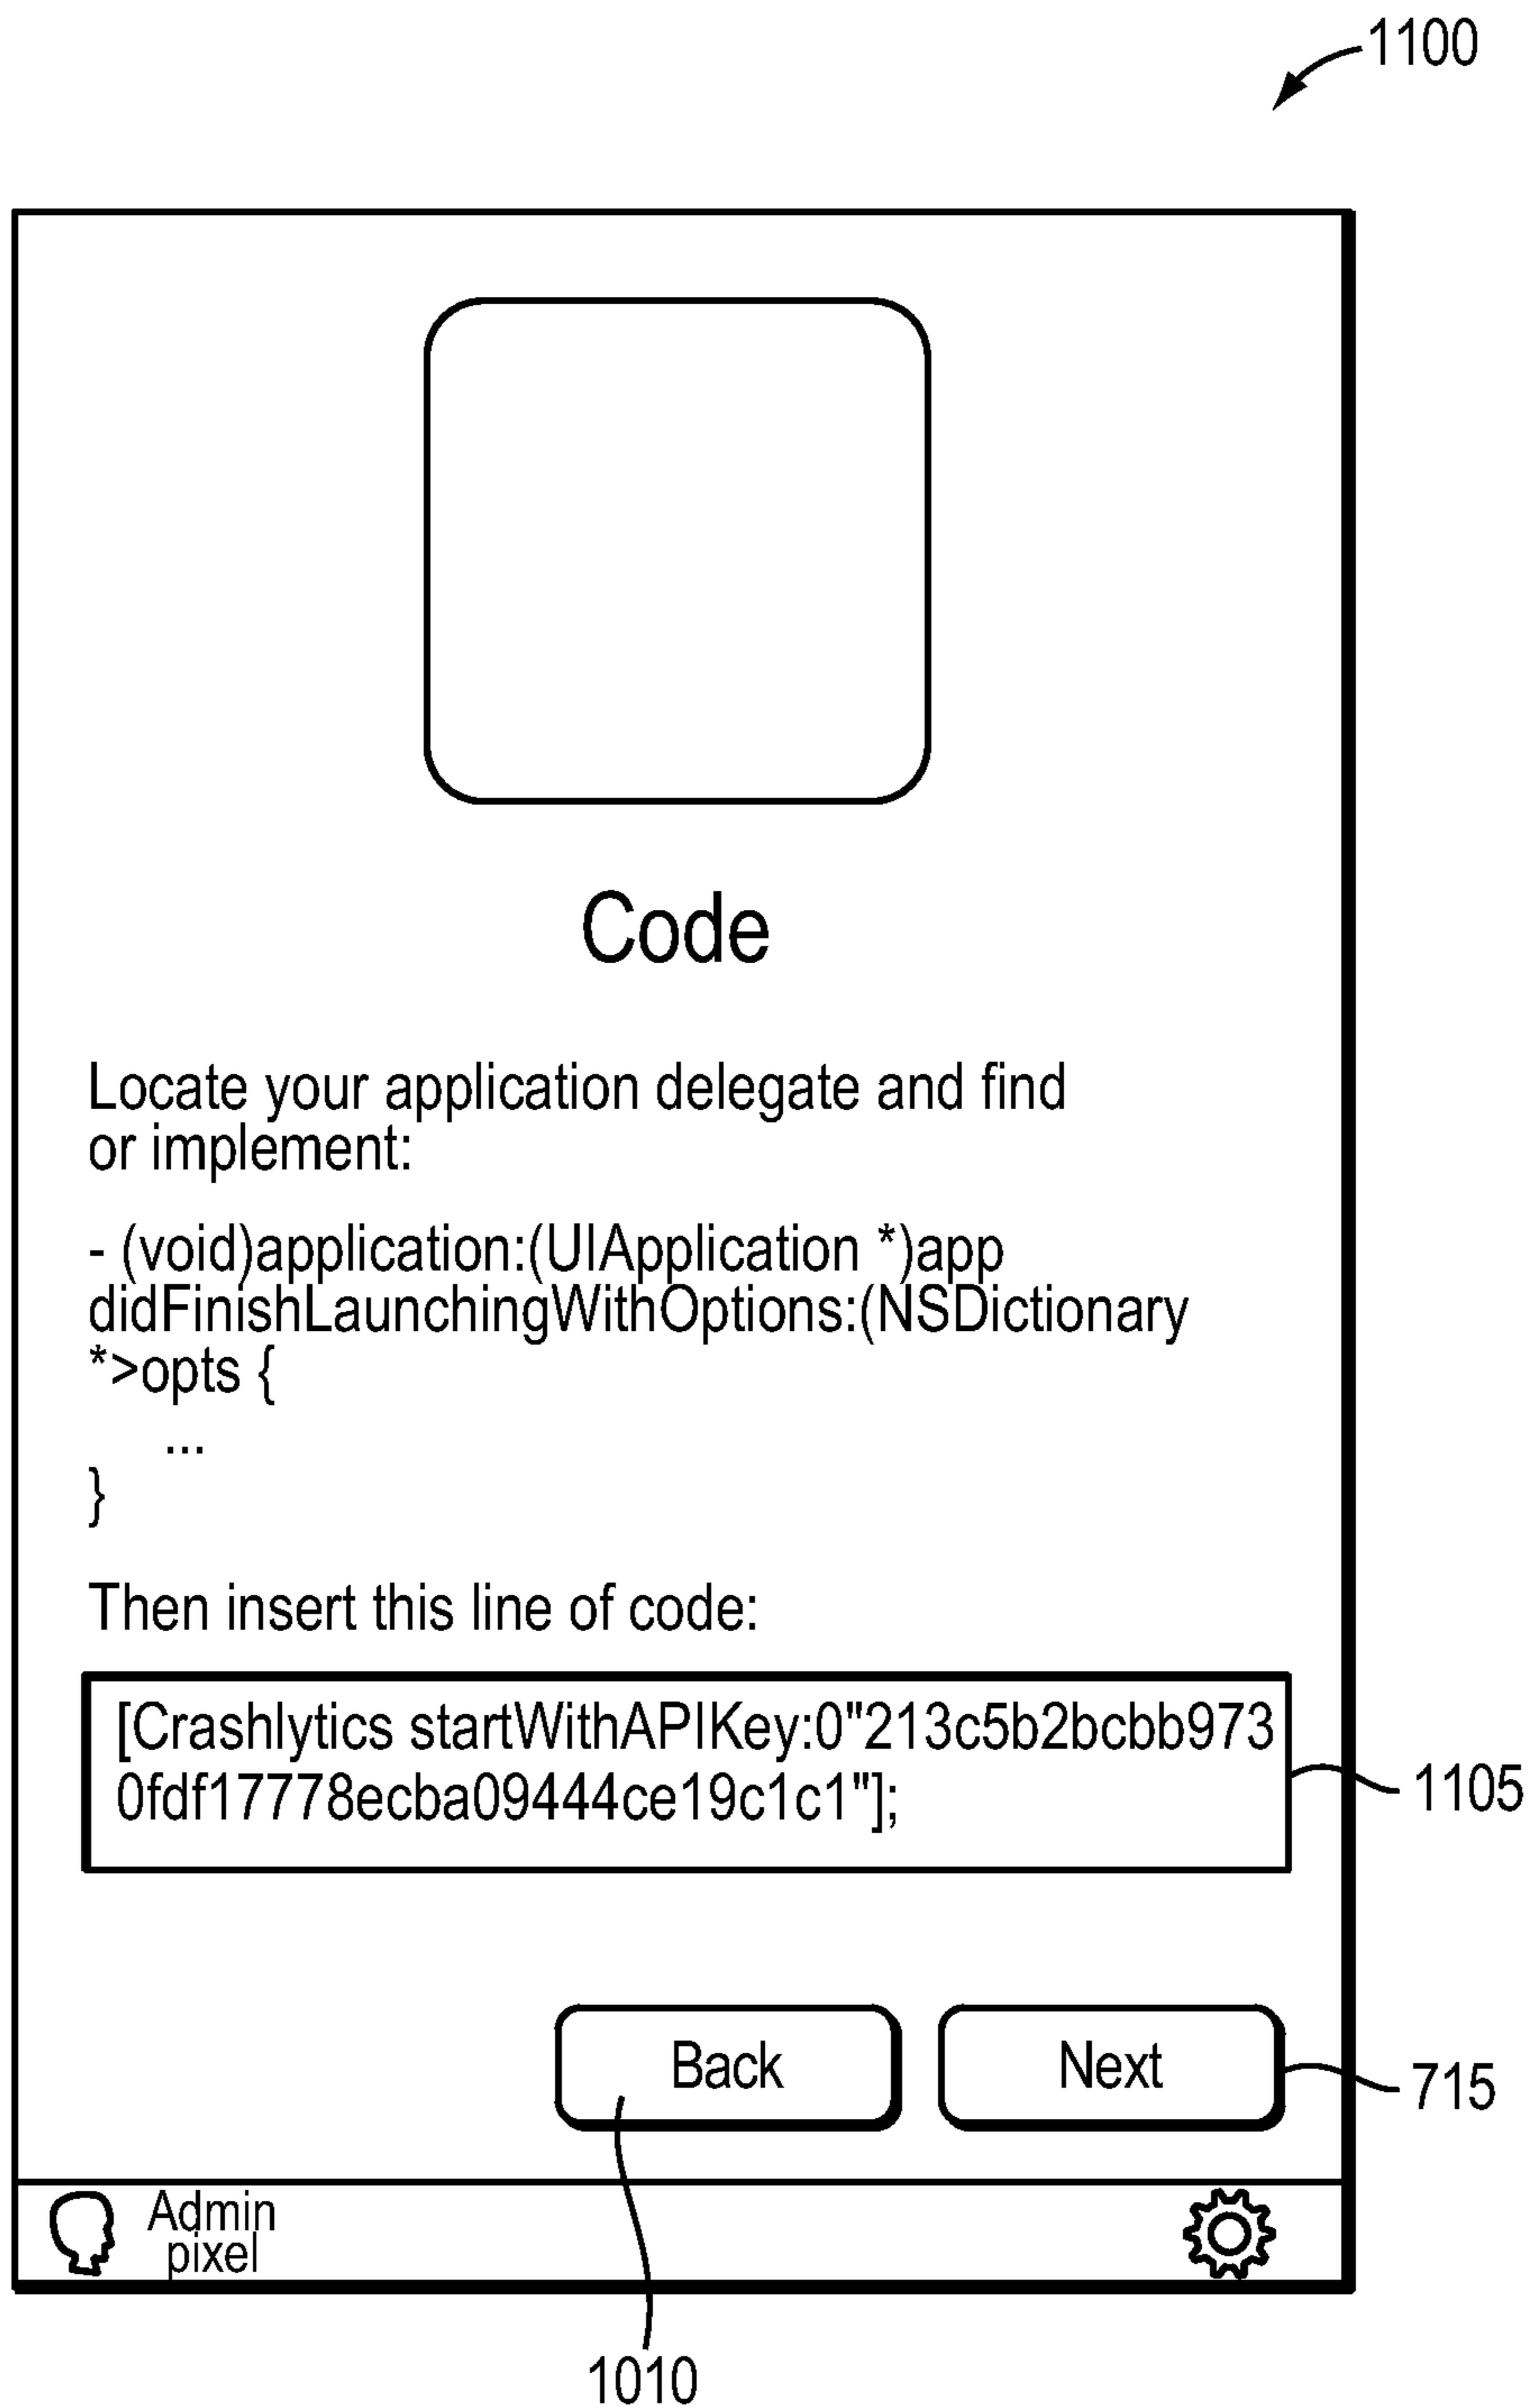 1100
Code
Locate your application delegate and find
or implement:
- (void)application:(UIApplication *)app
didFinishLaunchingWithOptions:(NSDictionary
*>opts {
...
}
Then insert this line of code:
[Crashlytics startWithAPIKey:0"213c5b2bcbb973
0fdf17778ecba09444ce19c1c1"];
1105
Back
Next
715
Admin
pixel
1010